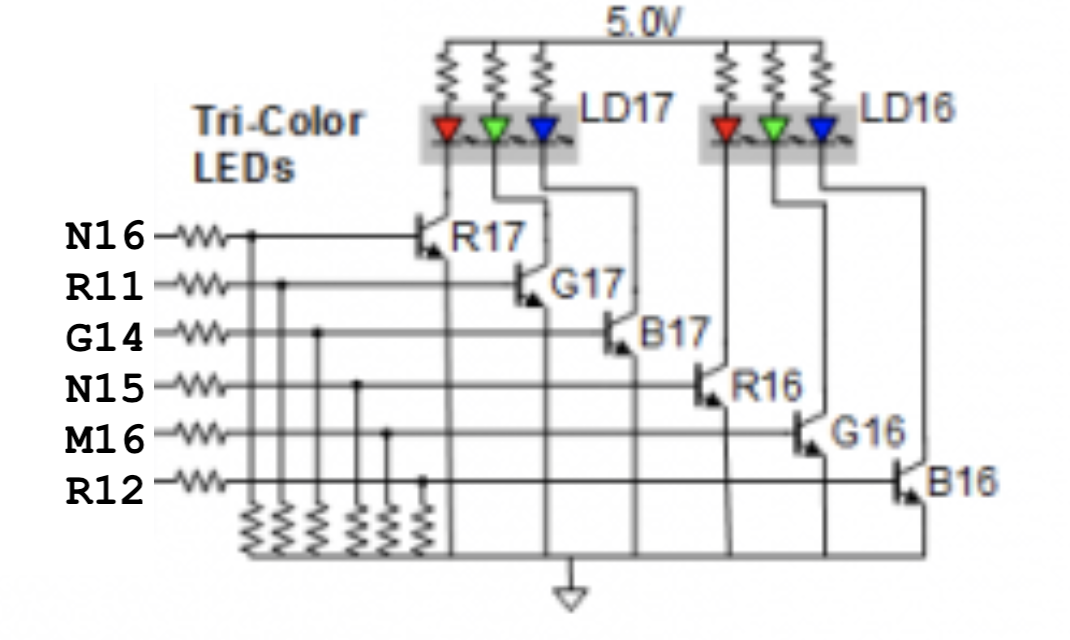 5.0V
Tri-Color
LEDs
LD17
LD16
N16
R17
R11
G17
G14
B17
N15
R16
M16
G16
R12
B16